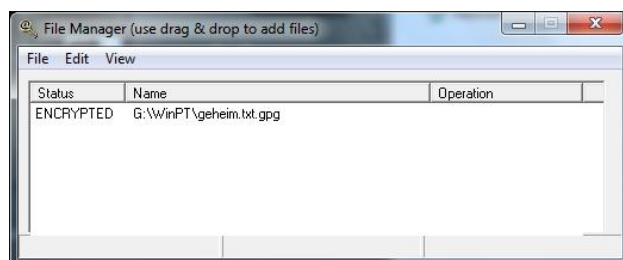 File Manager (use drag & drop to add files)
File Edit View
Status Name Operation
ENCRYPTED G:\WinPT\geheim.txt.gpg